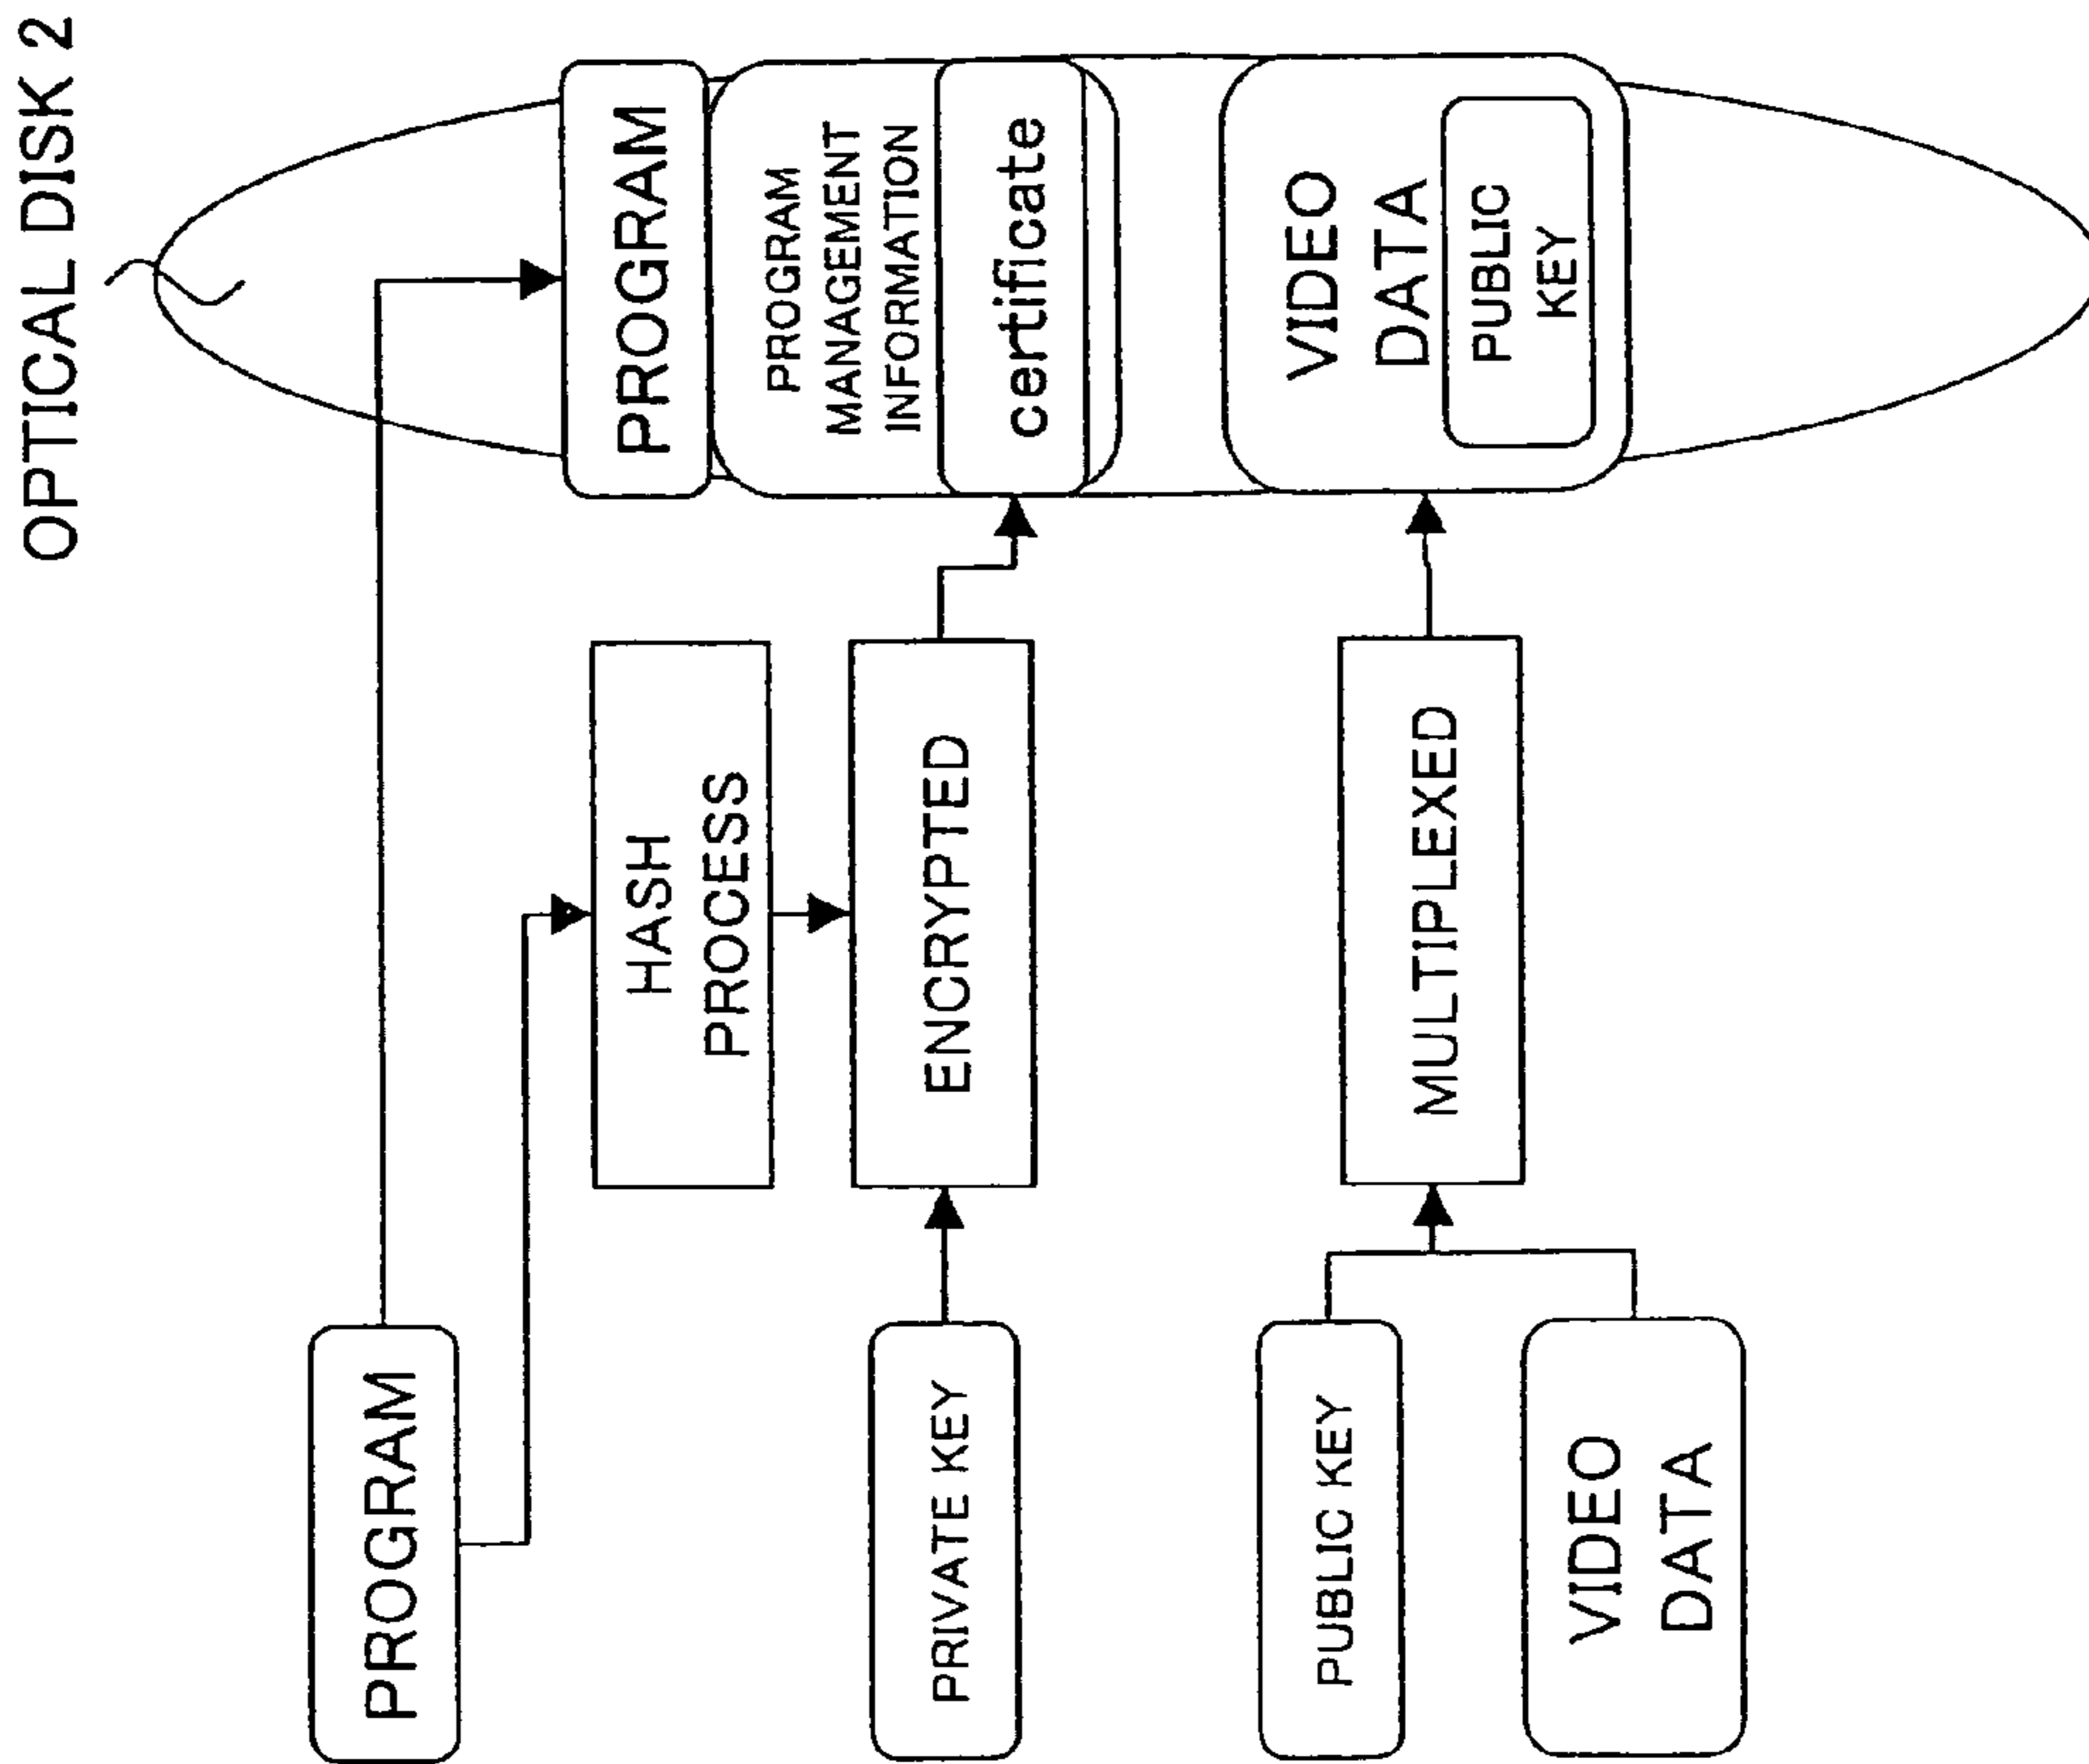 OPTICAL DISK 2
PROGRAM
PROGRAM
HASH
PROCESS
PROGRAM
MANAGEMENT
INFORMATION
PRIVATE KEY
ENCRYPTED
certificate
PUBLIC KEY
VIDEO
DATA
MULTIPLEXED
VIDEO
DATA
PUBLIC
KEY